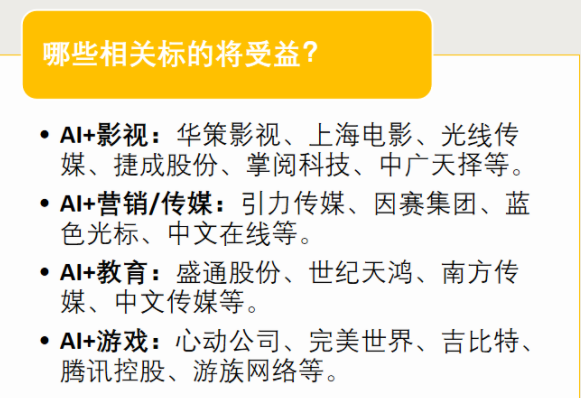 哪些相关标的将受益？
• AI+影视：华策影视、上海电影、光线传
媒、捷成股份、掌阅科技、中广天择等。
• AI+营销/传媒：引力传媒、因赛集团、蓝
色光标、中文在线等。
• AI+教育：盛通股份、世纪天鸿、南方传
媒、中文传媒等。
• AI+游戏：心动公司、完美世界、吉比特、
腾讯控股、游族网络等。